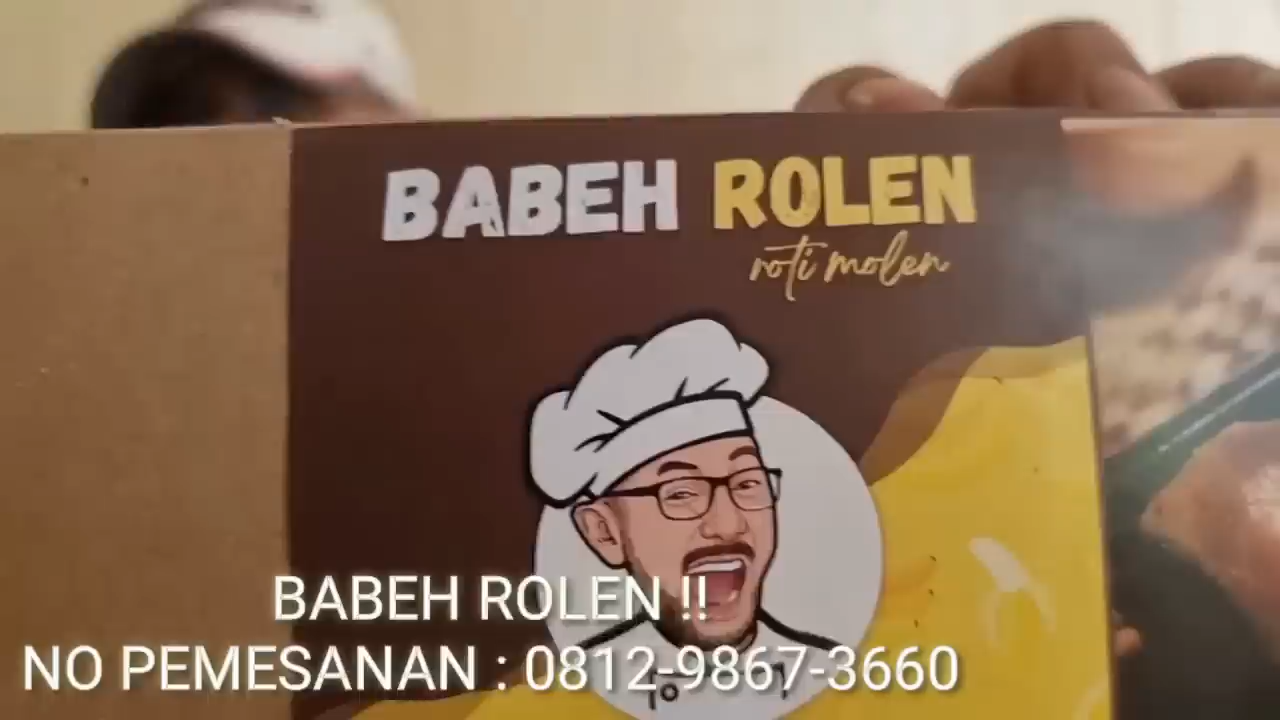 BABEH ROLEN
roti molen
BABEH ROLEN !!
NO PEMESANAN : 0812-9867-3660